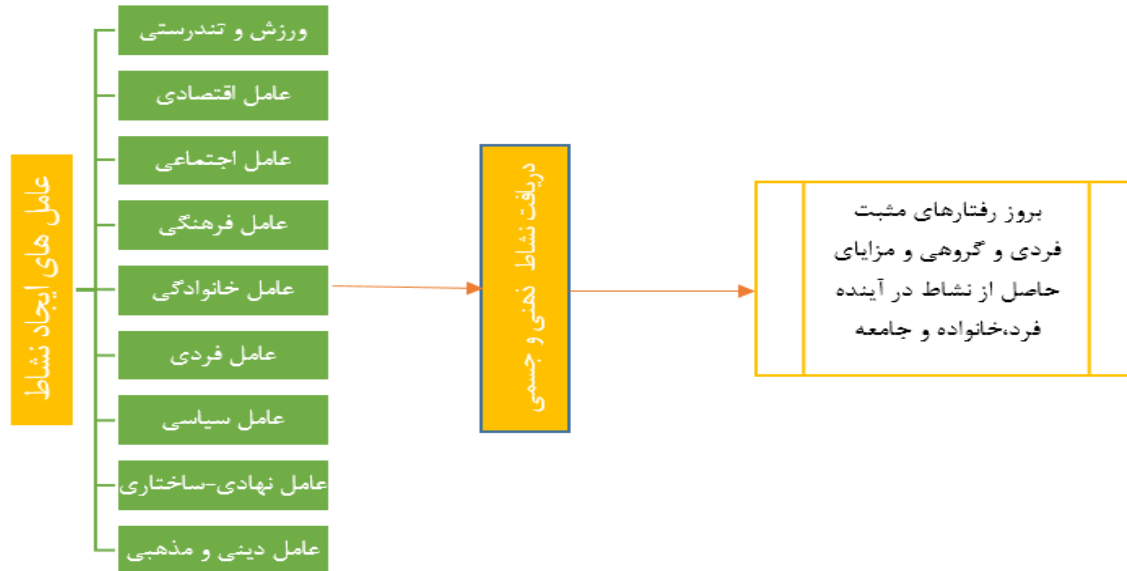 عامل های ایجاد نشاط
ورزش و تندرستی
عامل اقتصادی
عامل اجتماعی
عامل فرهنگی
عامل خانوادگی
عامل فردی
عامل سیاسی
عامل نهادی-ساختاری
عامل دینی و مذهبی
دریافت نشاط ذهنی و جسمی
بروز رفتارهای مثبت
فردی و گروهی و مزایای
حاصل از نشاط در آینده
فرد،خانواده و جامعه